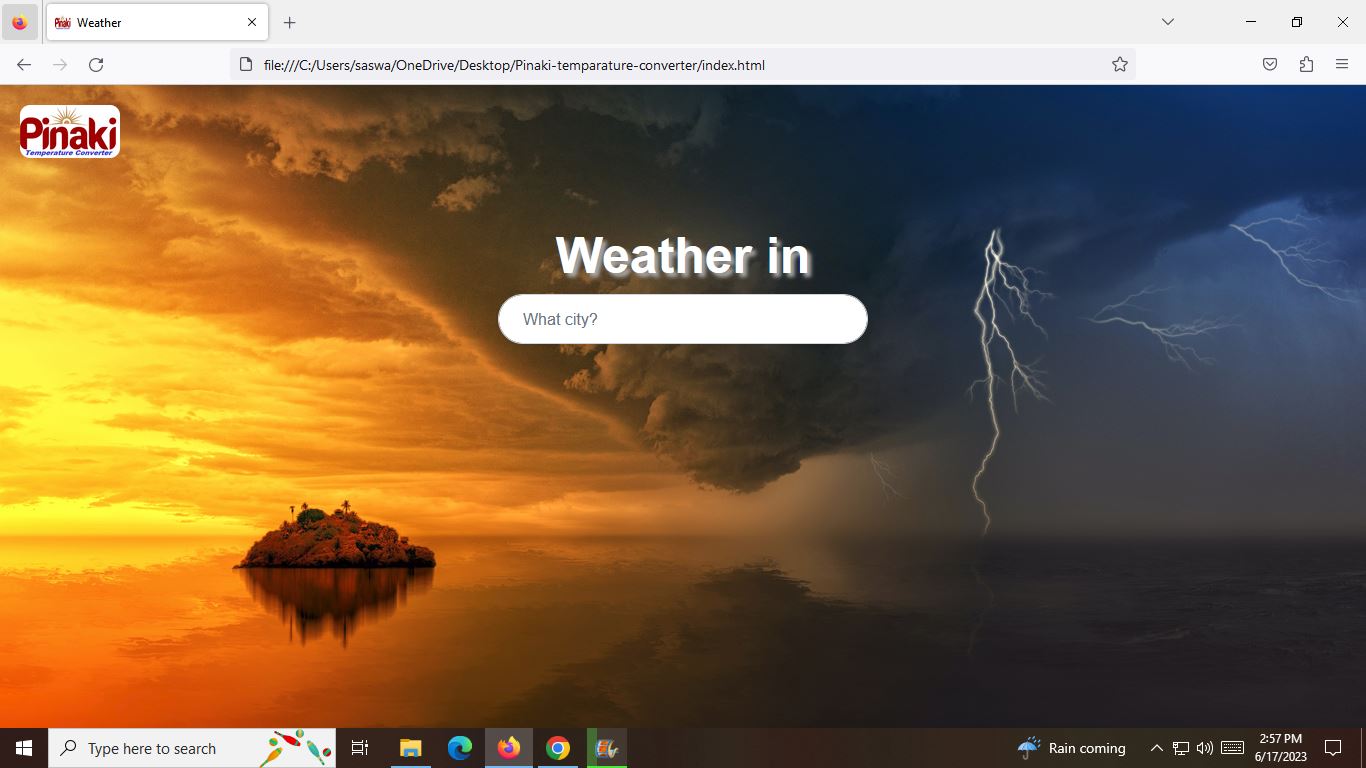 Weather
file:///C:/Users/saswa/OneDrive/Desktop/Pinaki-temparature-converter/index.html
Pinaki
Temperature Converter
Weather in
What city?
Type here to search
Rain coming
2:57 PM
6/17/2023